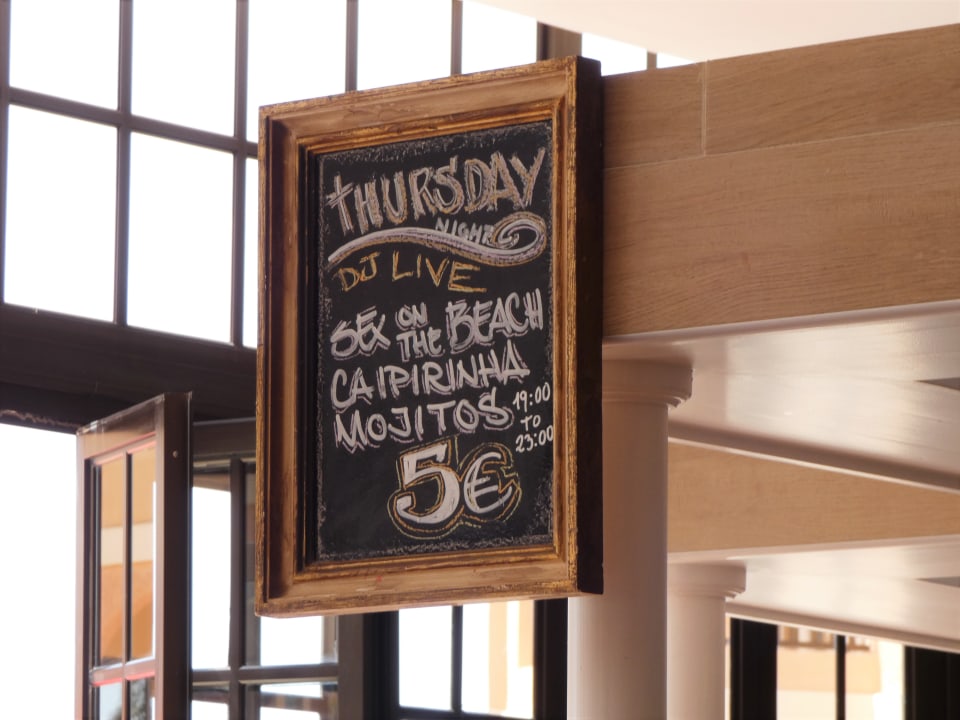 THURSDAY
NIGHT
DJ LIVE
SEX ON THE BEACH
CAIPIRINHA
MOJITOS
19:00
TO
23:00
5€